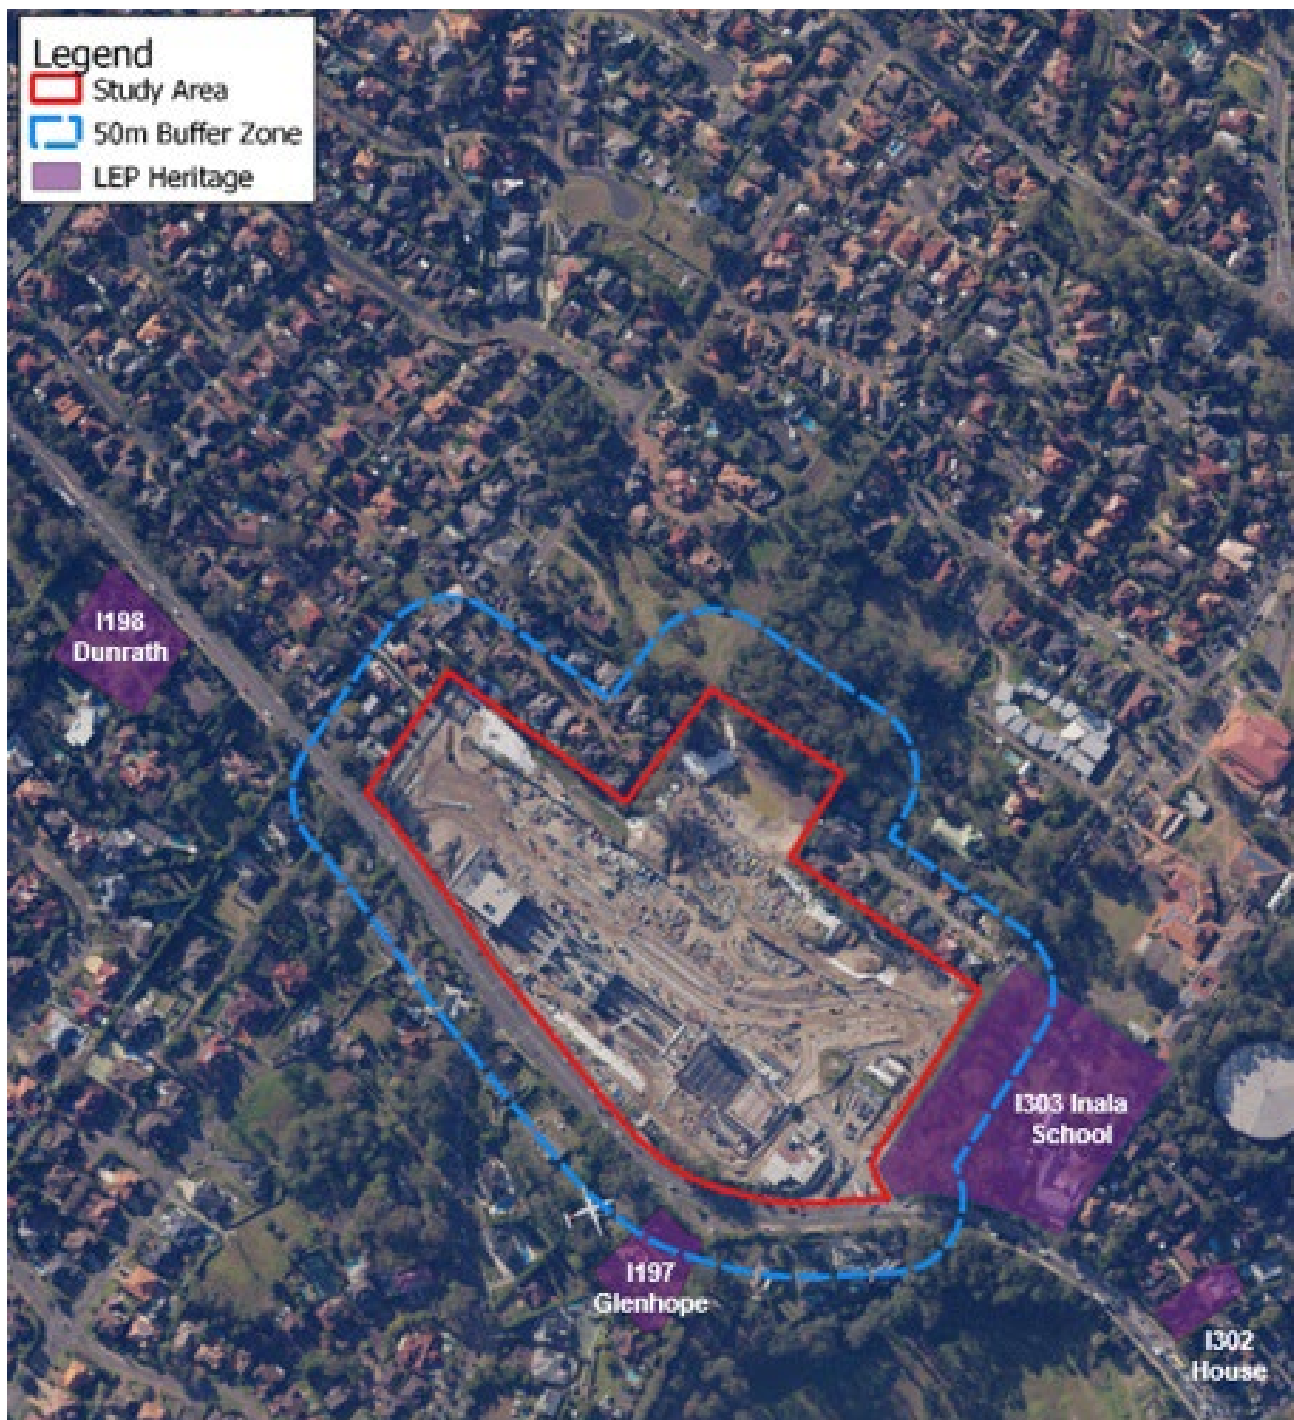 Legend
Study Area
50m Buffer Zone
LEP Heritage
I198
Dunrath
I303 Inala
School
I197
Glenhope
I302
House